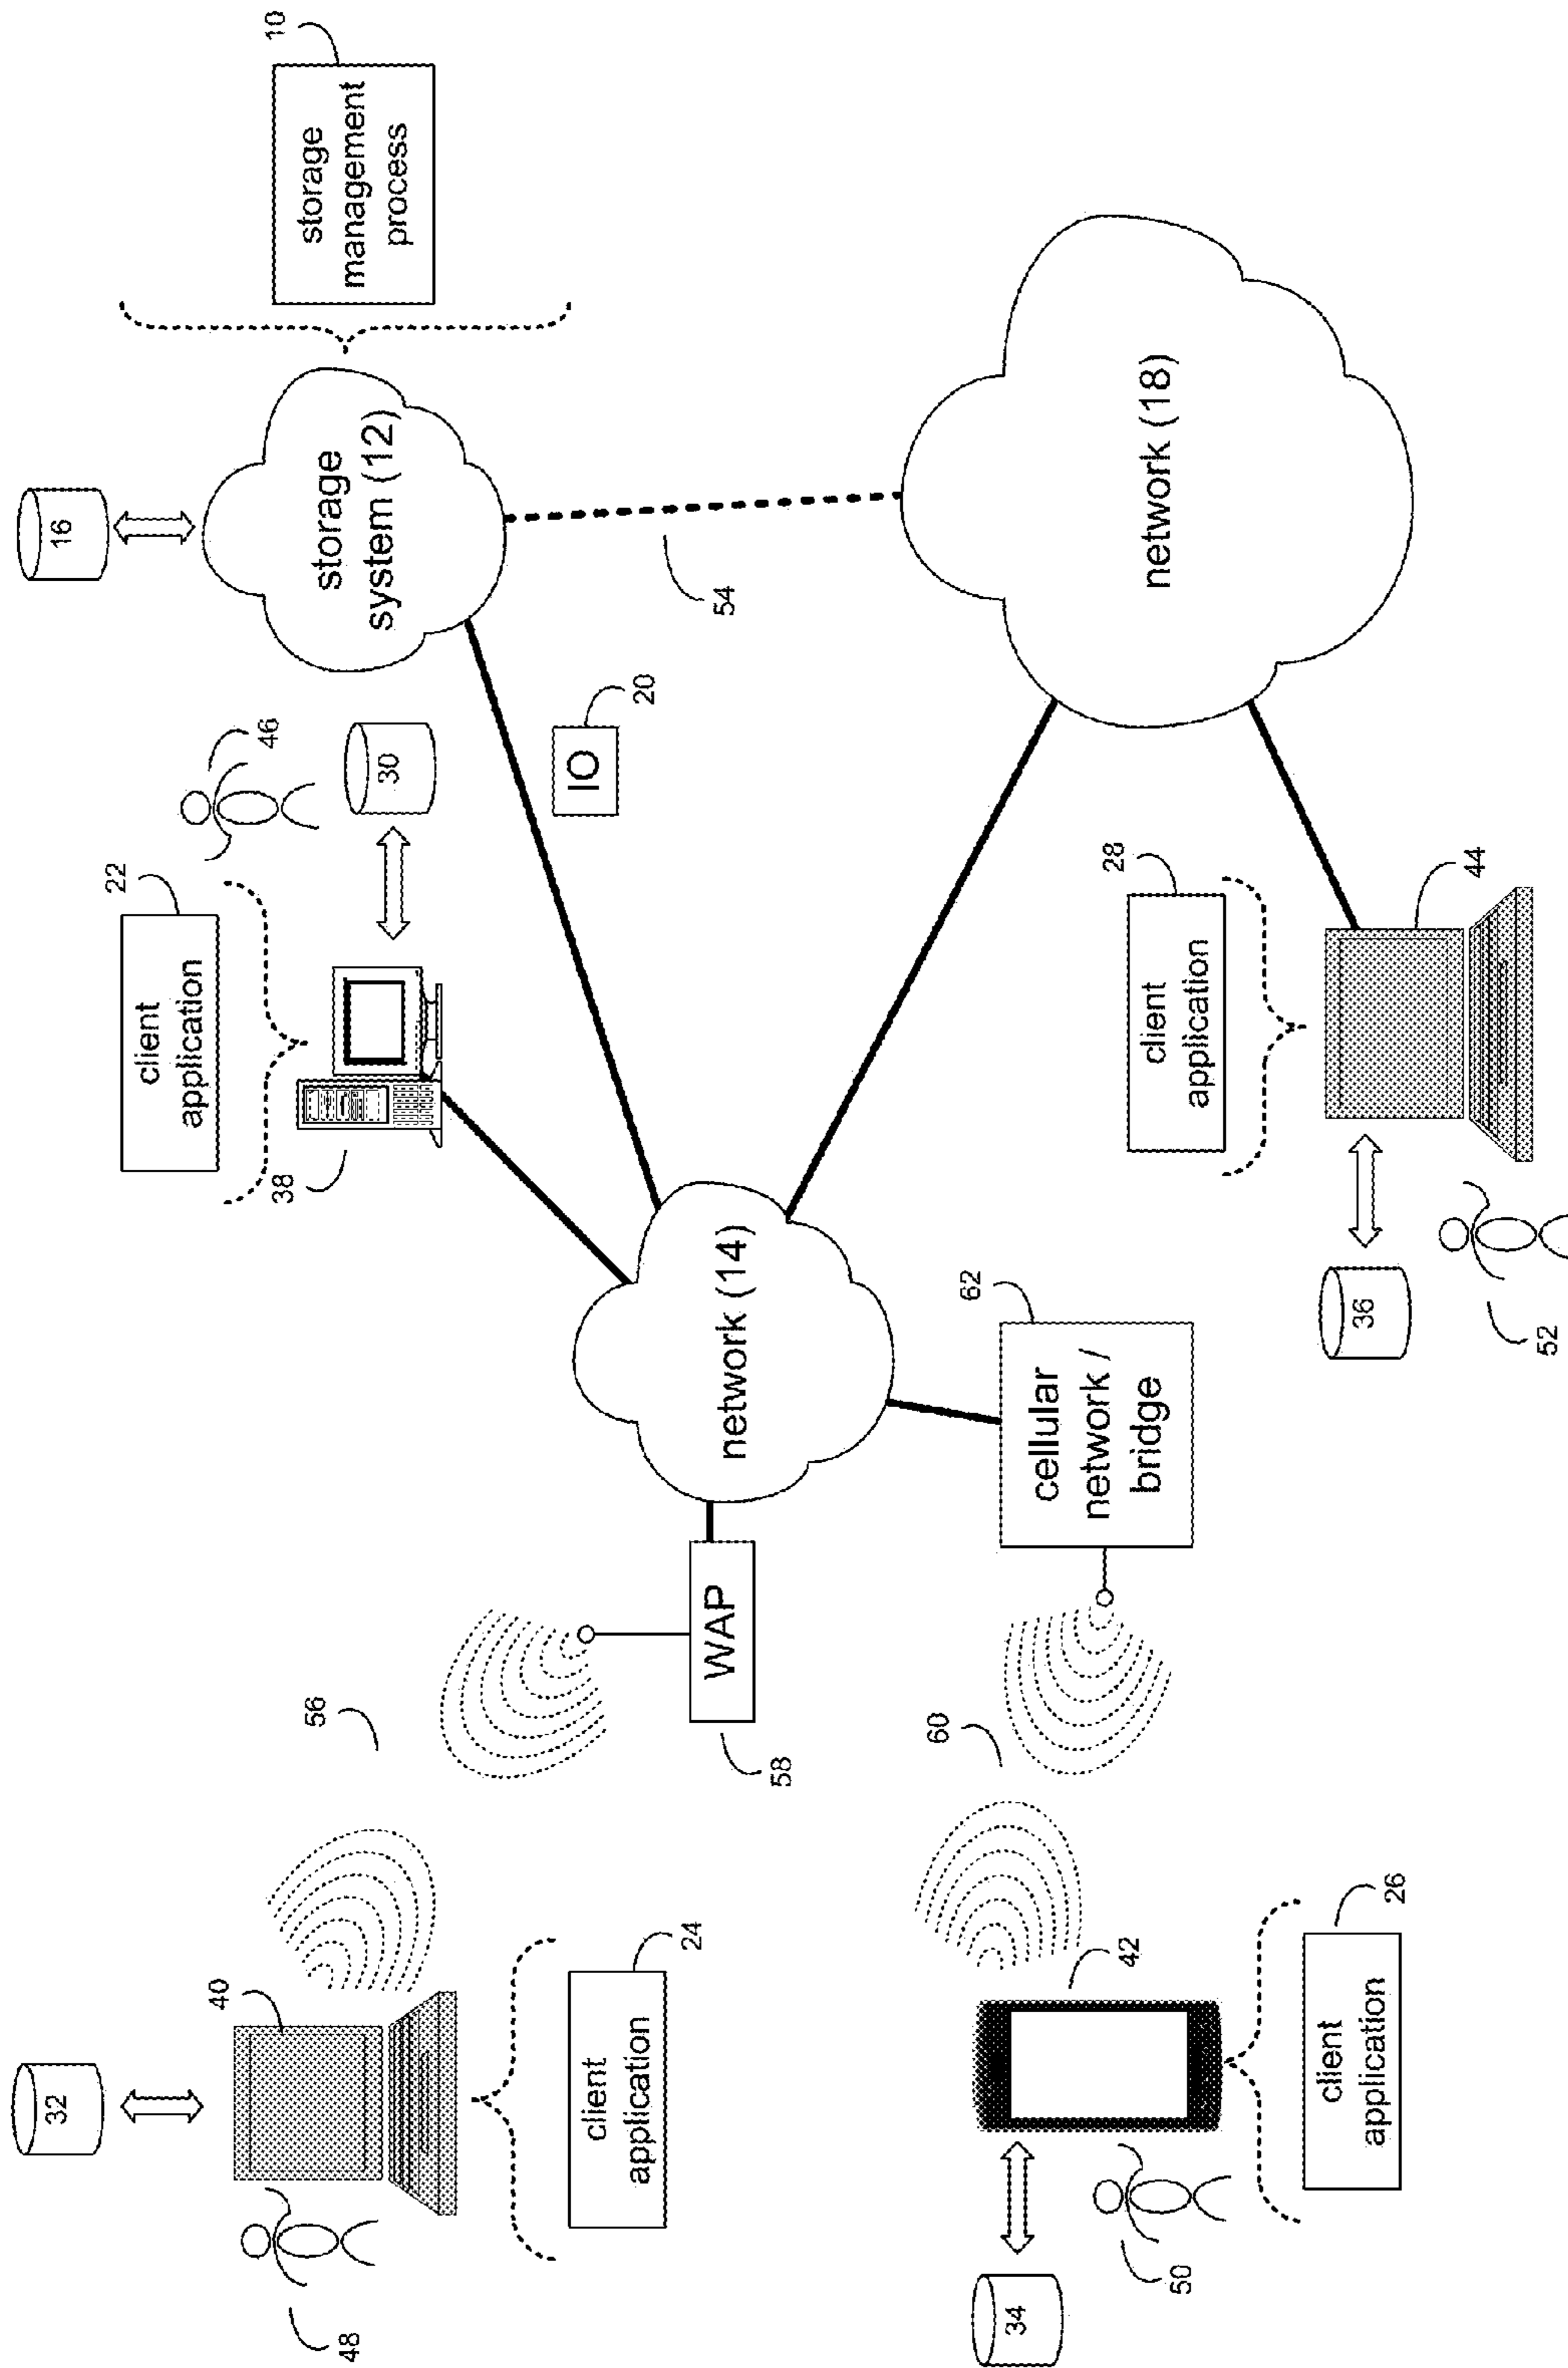 32
16
22
client
application
40
46
10
38
storage
management
process
56
48
storage
system (12)
30
IO
20
client
application
24
54
network (14)
WAP
58
60
62
34
42
cellular
network /
bridge
28
client
application
network (18)
50
client
application
26
36
44
52